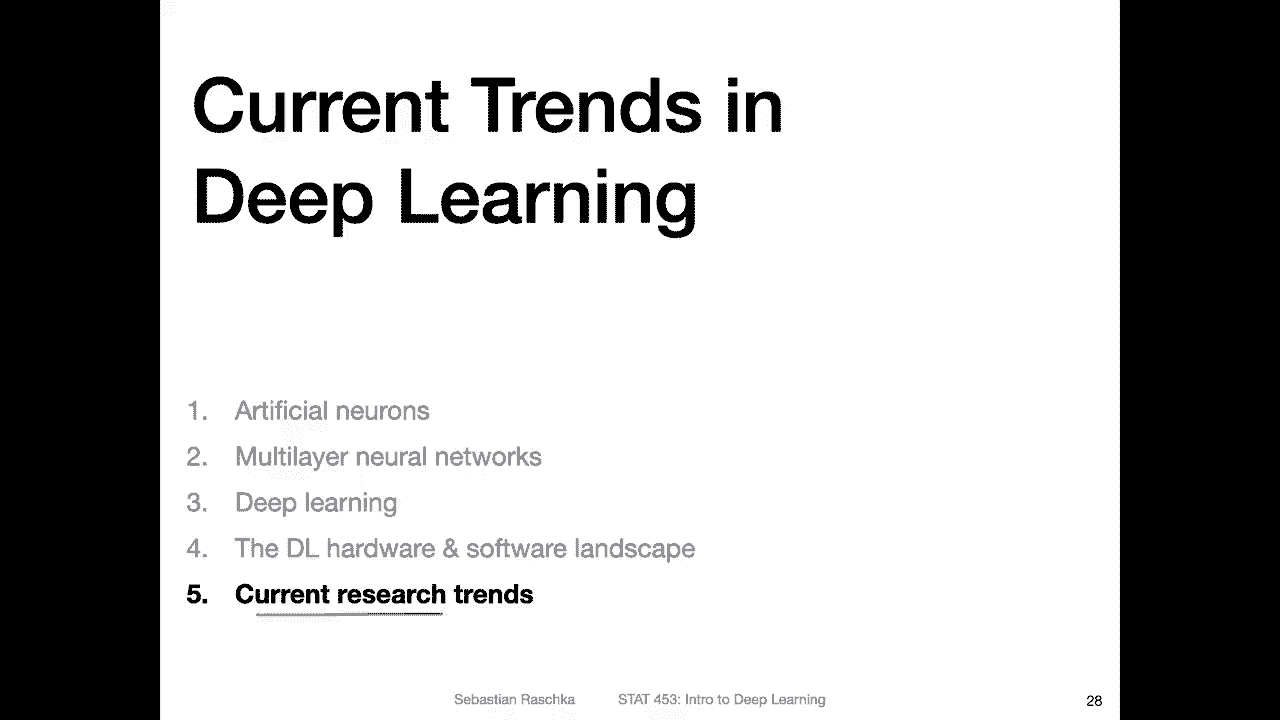 Current Trends in
Deep Learning
1. Artificial neurons
2. Multilayer neural networks
3. Deep learning
4. The DL hardware & software landscape
5. Current research trends
Sebastian Raschka STAT 453: Intro to Deep Learning 28